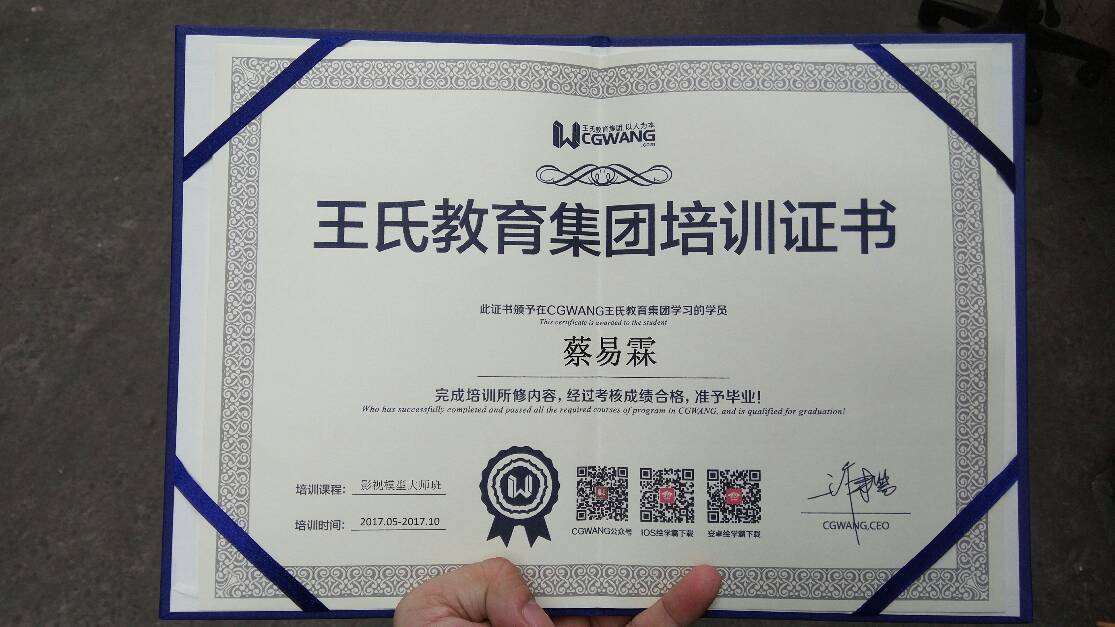 王氏教育集团 以人为本
CGWANG
.com
王氏教育集团培训证书
此证书颁予在CGWANG王氏教育集团学习的学员
This certificate is awarded to the student
蔡易霖
完成培训所修内容，经过考核成绩合格，准予毕业！
Who has successfully completed and passed all the required courses of program in CGWANG, and is qualified for graduation!
培训课程： 影视模型大师班
培训时间： 2017.05-2017.10
CGWANG公众号 IOS绘学霸下载 安卓绘学霸下载
CGWANG,CEO